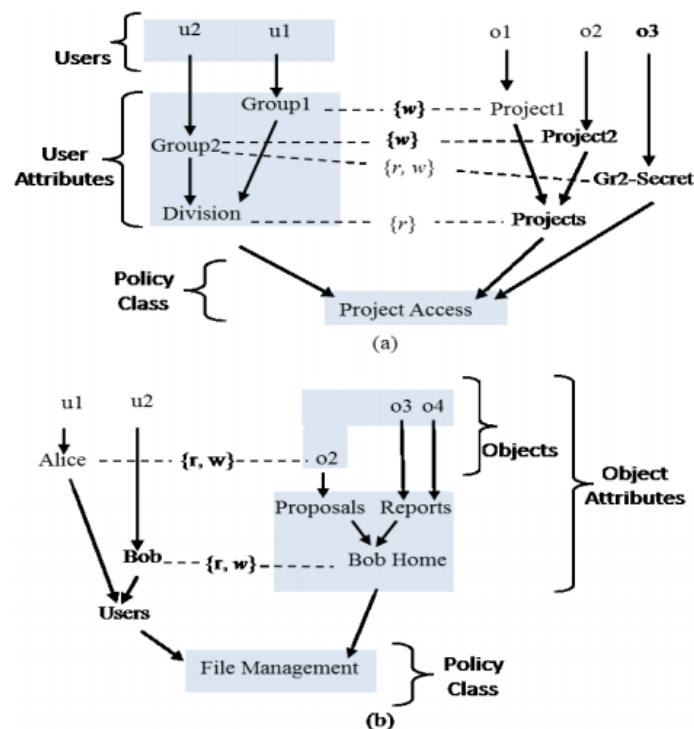 u2 u1 o1 o2 o3
Users
Group1 {w} Project1
User
Attributes
Group2 {w} Project2
{r, w} Gr2-Secret
Division {r} Projects
Policy
Class
Project Access
(a)
u1 u2 o3 o4
Objects
Alice {r, w} o2
Object
Attributes
Proposals Reports
Bob {r, w} Bob Home
Users
File Management
Policy
Class
(b)